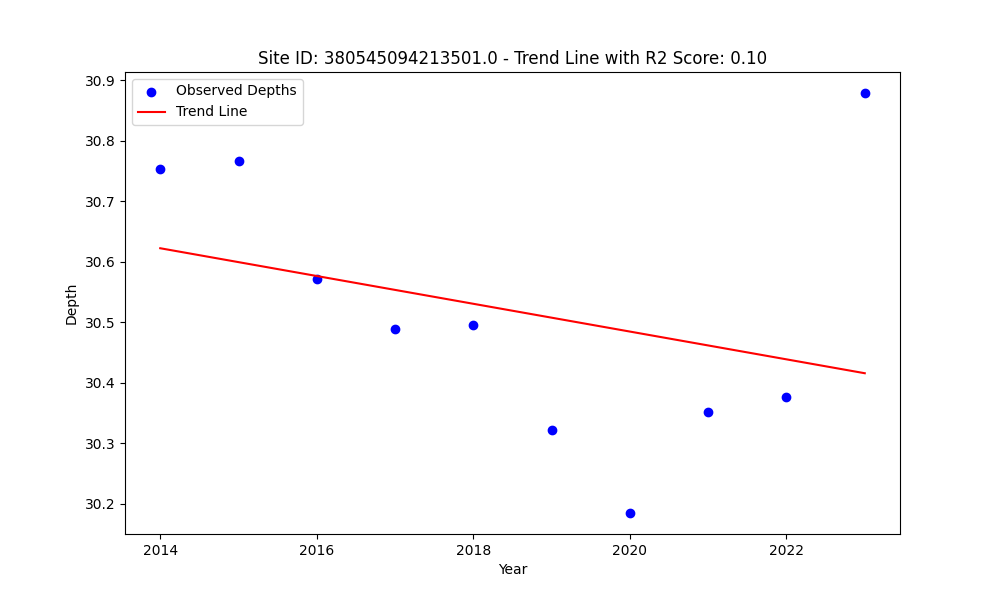 Site ID: 380545094213501.0 - Trend Line with R2 Score: 0.10
Observed Depths
Trend Line
30.9
30.8
30.7
30.6
30.5
30.4
30.3
30.2
Depth
2014
2016
2018
2020
2022
Year